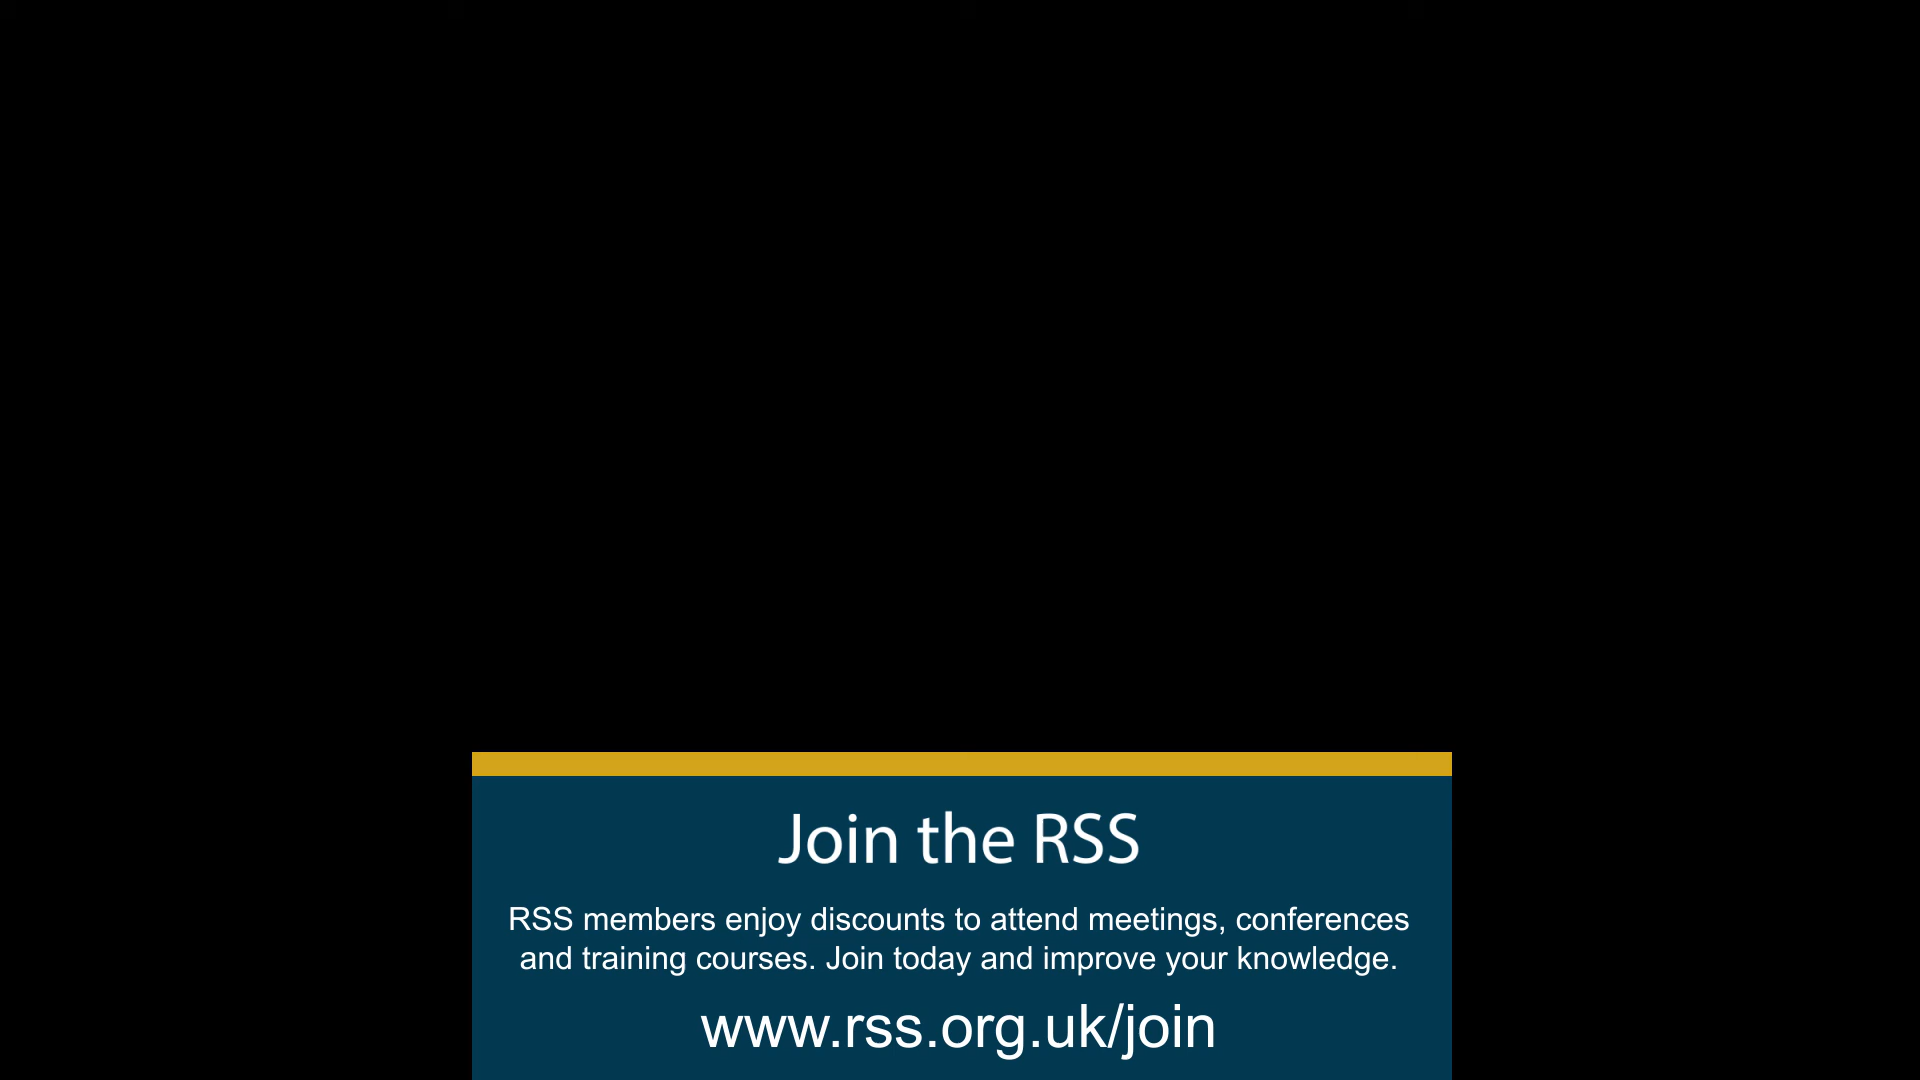 Join the RSS
RSS members enjoy discounts to attend meetings, conferences
and training courses. Join today and improve your knowledge.
www.rss.org.uk/join